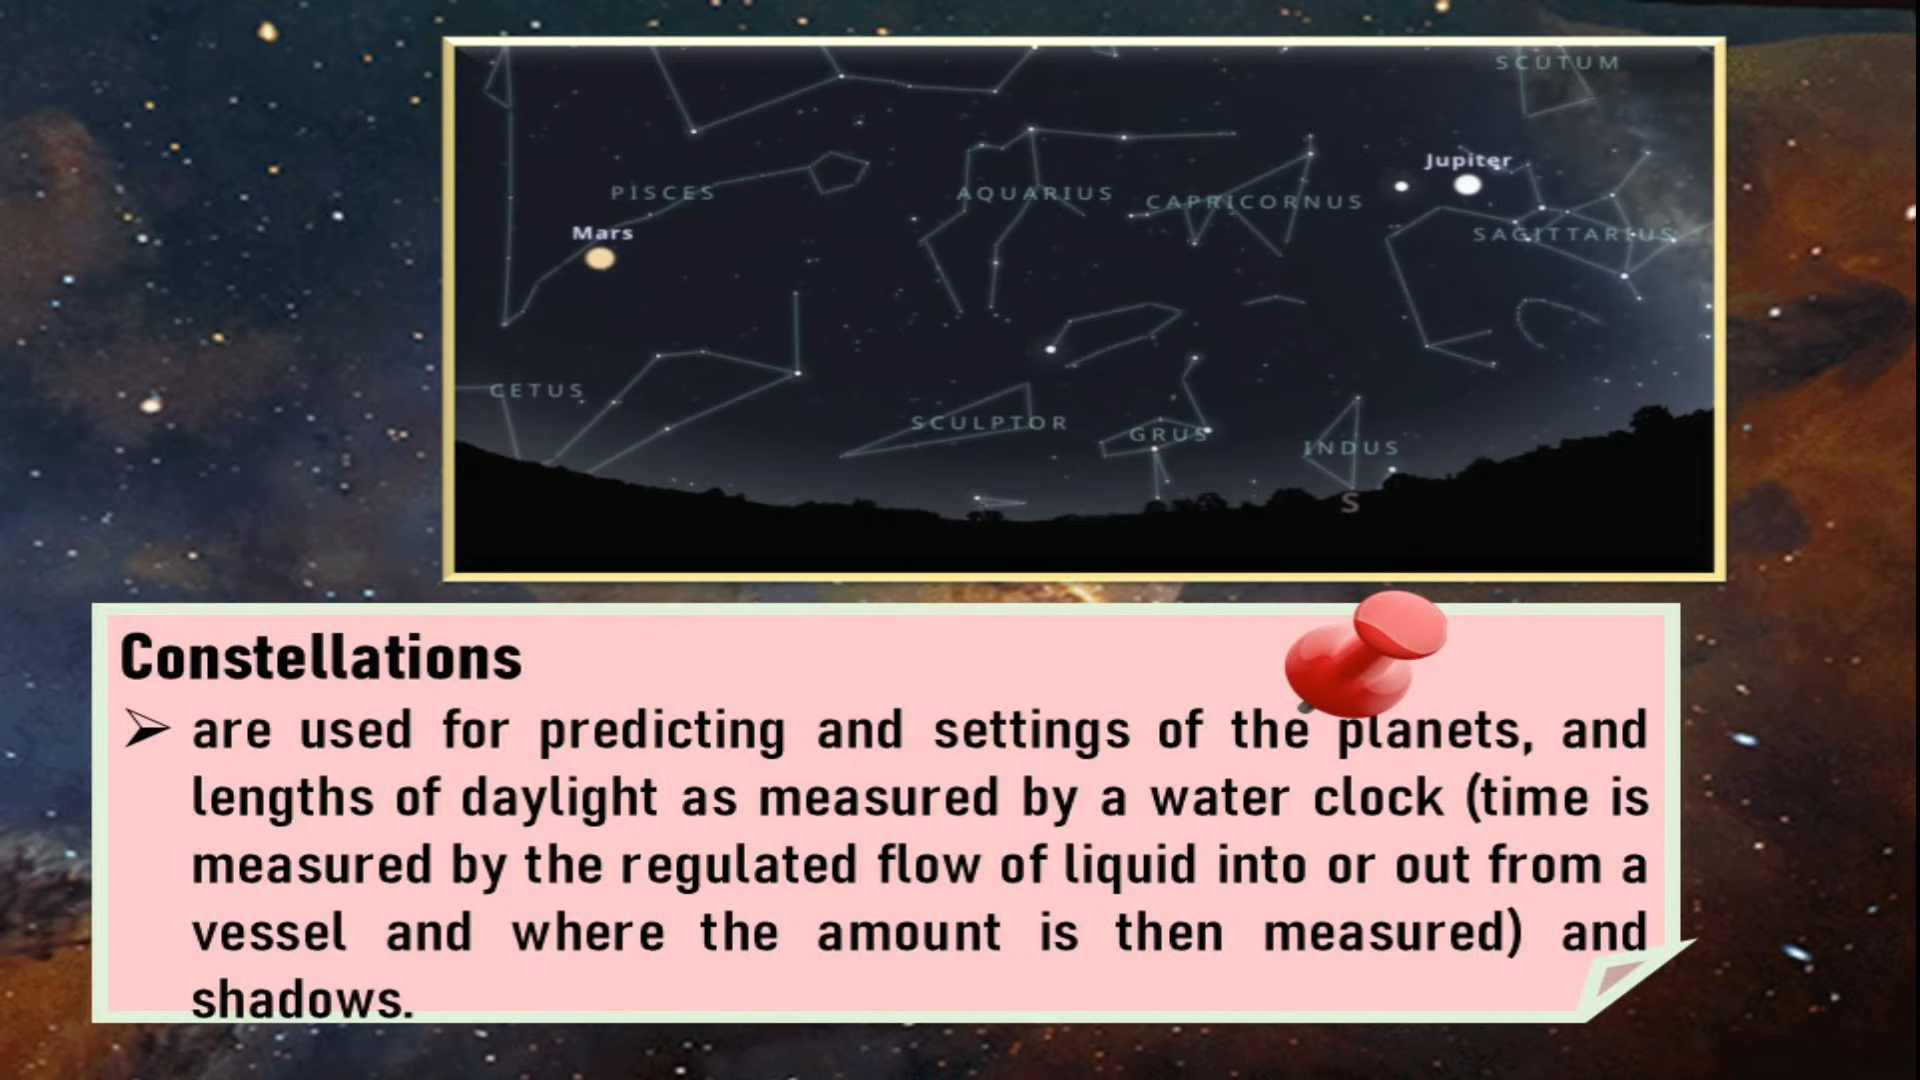 SCUTUM
Jupiter
PISCES
AQUARIUS
CAPRICORNUS
Mars
SAGITTARIUS
CETUS
SCULPTOR
GRUS
INDUS
S
Constellations
➢ are used for predicting and settings of the planets, and
lengths of daylight as measured by a water clock (time is
measured by the regulated flow of liquid into or out from a
vessel and where the amount is then measured) and
shadows.